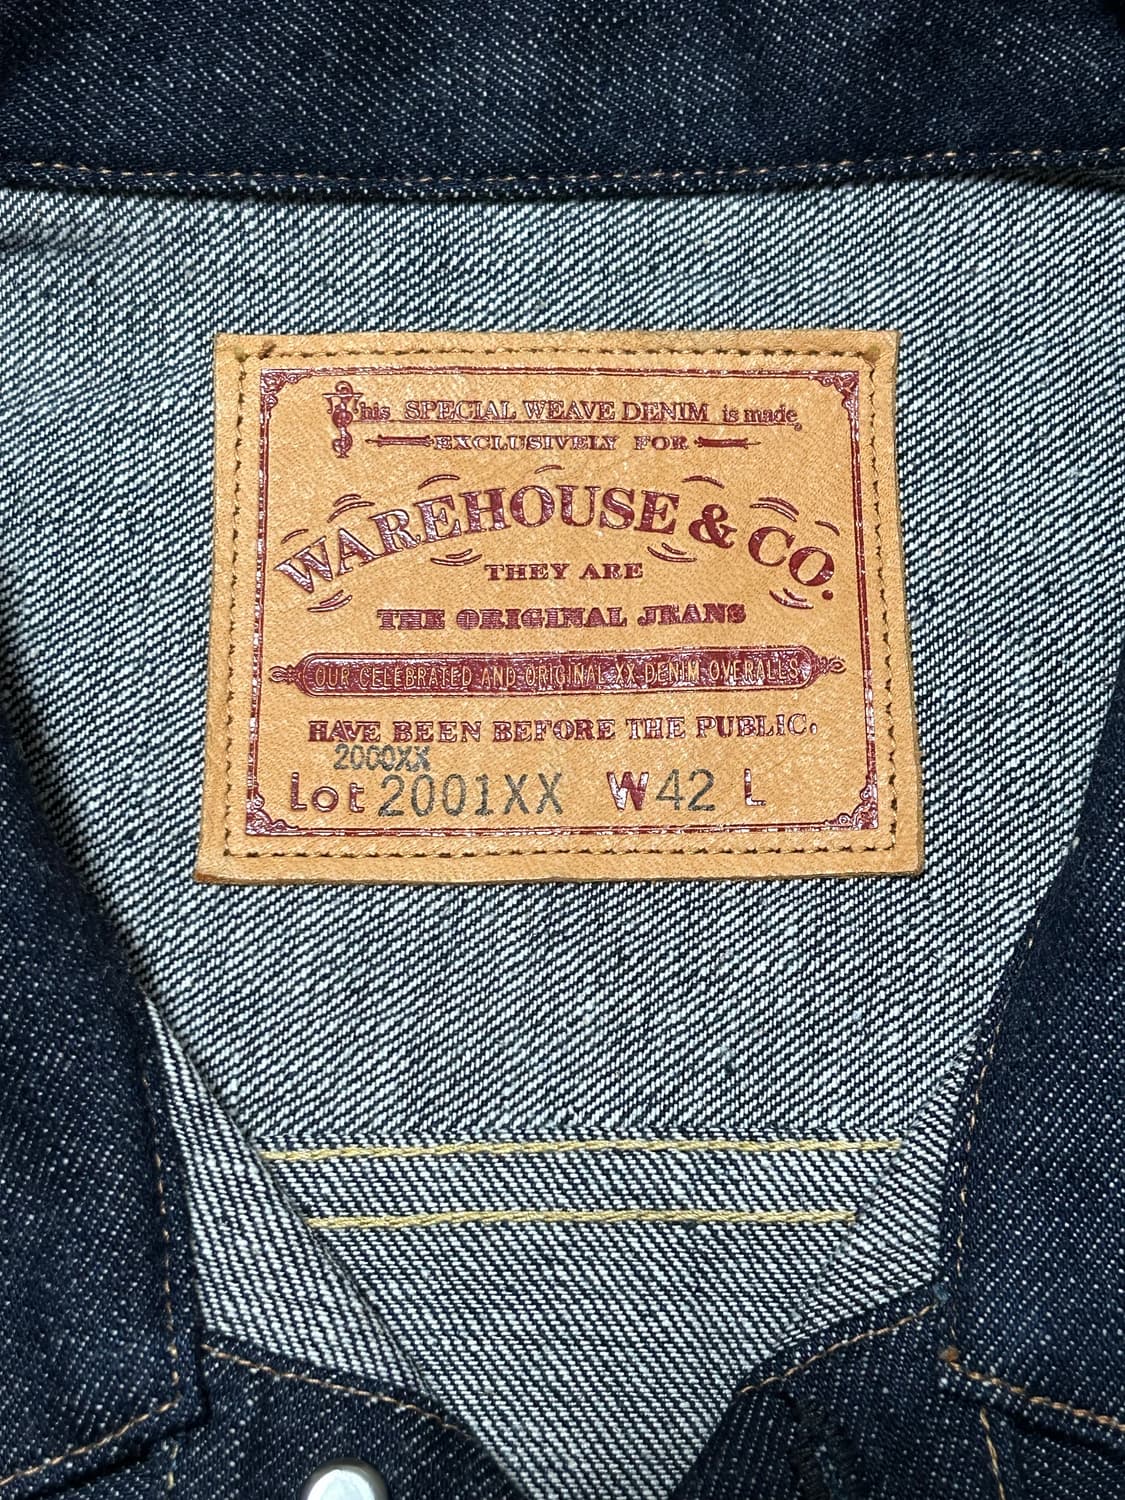 This SPECIAL WEAVE DENIM is made,
EXCLUSIVELY FOR
WAREHOUSE & CO.
THEY ARE
THE ORIGINAL JEANS
OUR CELEBRATED AND ORIGINAL XX DENIM OVERALLS
HAVE BEEN BEFORE THE PUBLIC.
2000XX
Lot 2001XX W 42 L